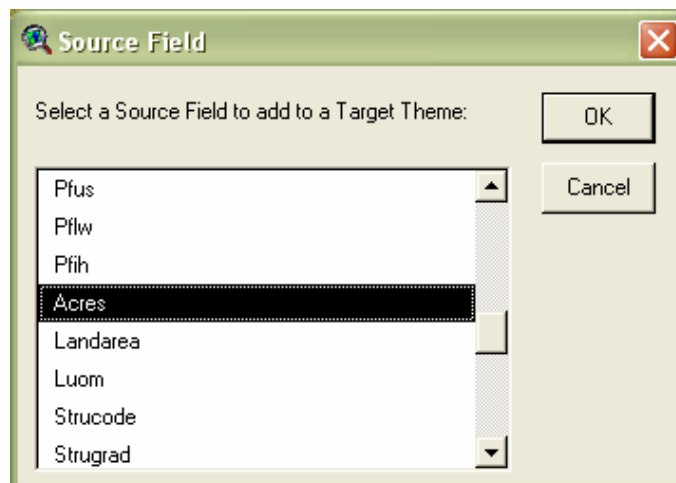 Source Field
Select a Source Field to add to a Target Theme:
OK
Cancel
Pfus
Pflw
Pfih
Acres
Landarea
Luom
Strucode
Strugrad